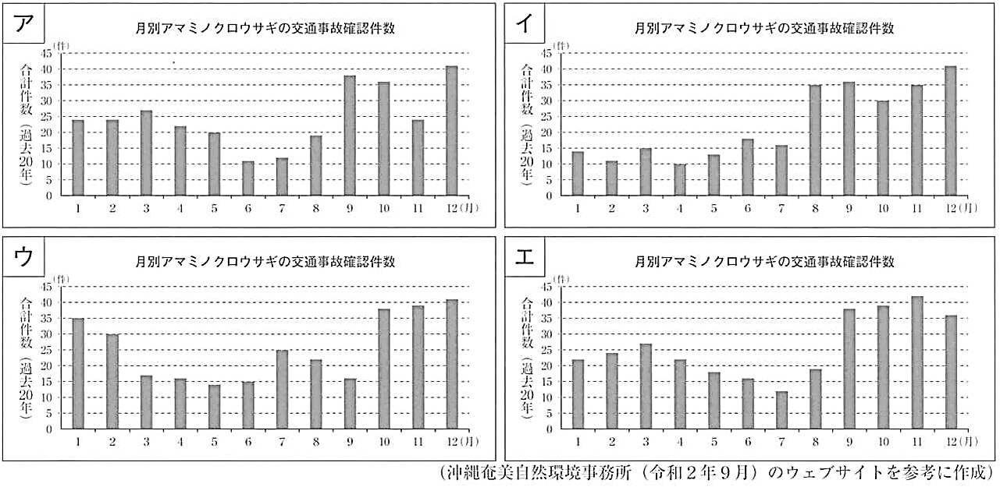 ア
月別アマミノクロウサギの交通事故確認件数
(件)
合計件数（過去20年）
45
40
35
30
25
20
15
10
5
0
1 2 3 4 5 6 7 8 9 10 11 12(月)
イ
月別アマミノクロウサギの交通事故確認件数
(件)
合計件数（過去20年）
45
40
35
30
25
20
15
10
5
0
1 2 3 4 5 6 7 8 9 10 11 12(月)
ウ
月別アマミノクロウサギの交通事故確認件数
(件)
合計件数（過去20年）
45
40
35
30
25
20
15
10
5
0
1 2 3 4 5 6 7 8 9 10 11 12(月)
エ
月別アマミノクロウサギの交通事故確認件数
(件)
合計件数（過去20年）
45
40
35
30
25
20
15
10
5
0
1 2 3 4 5 6 7 8 9 10 11 12(月)
（沖縄奄美自然環境事務所（令和２年９月）のウェブサイトを参考に作成）